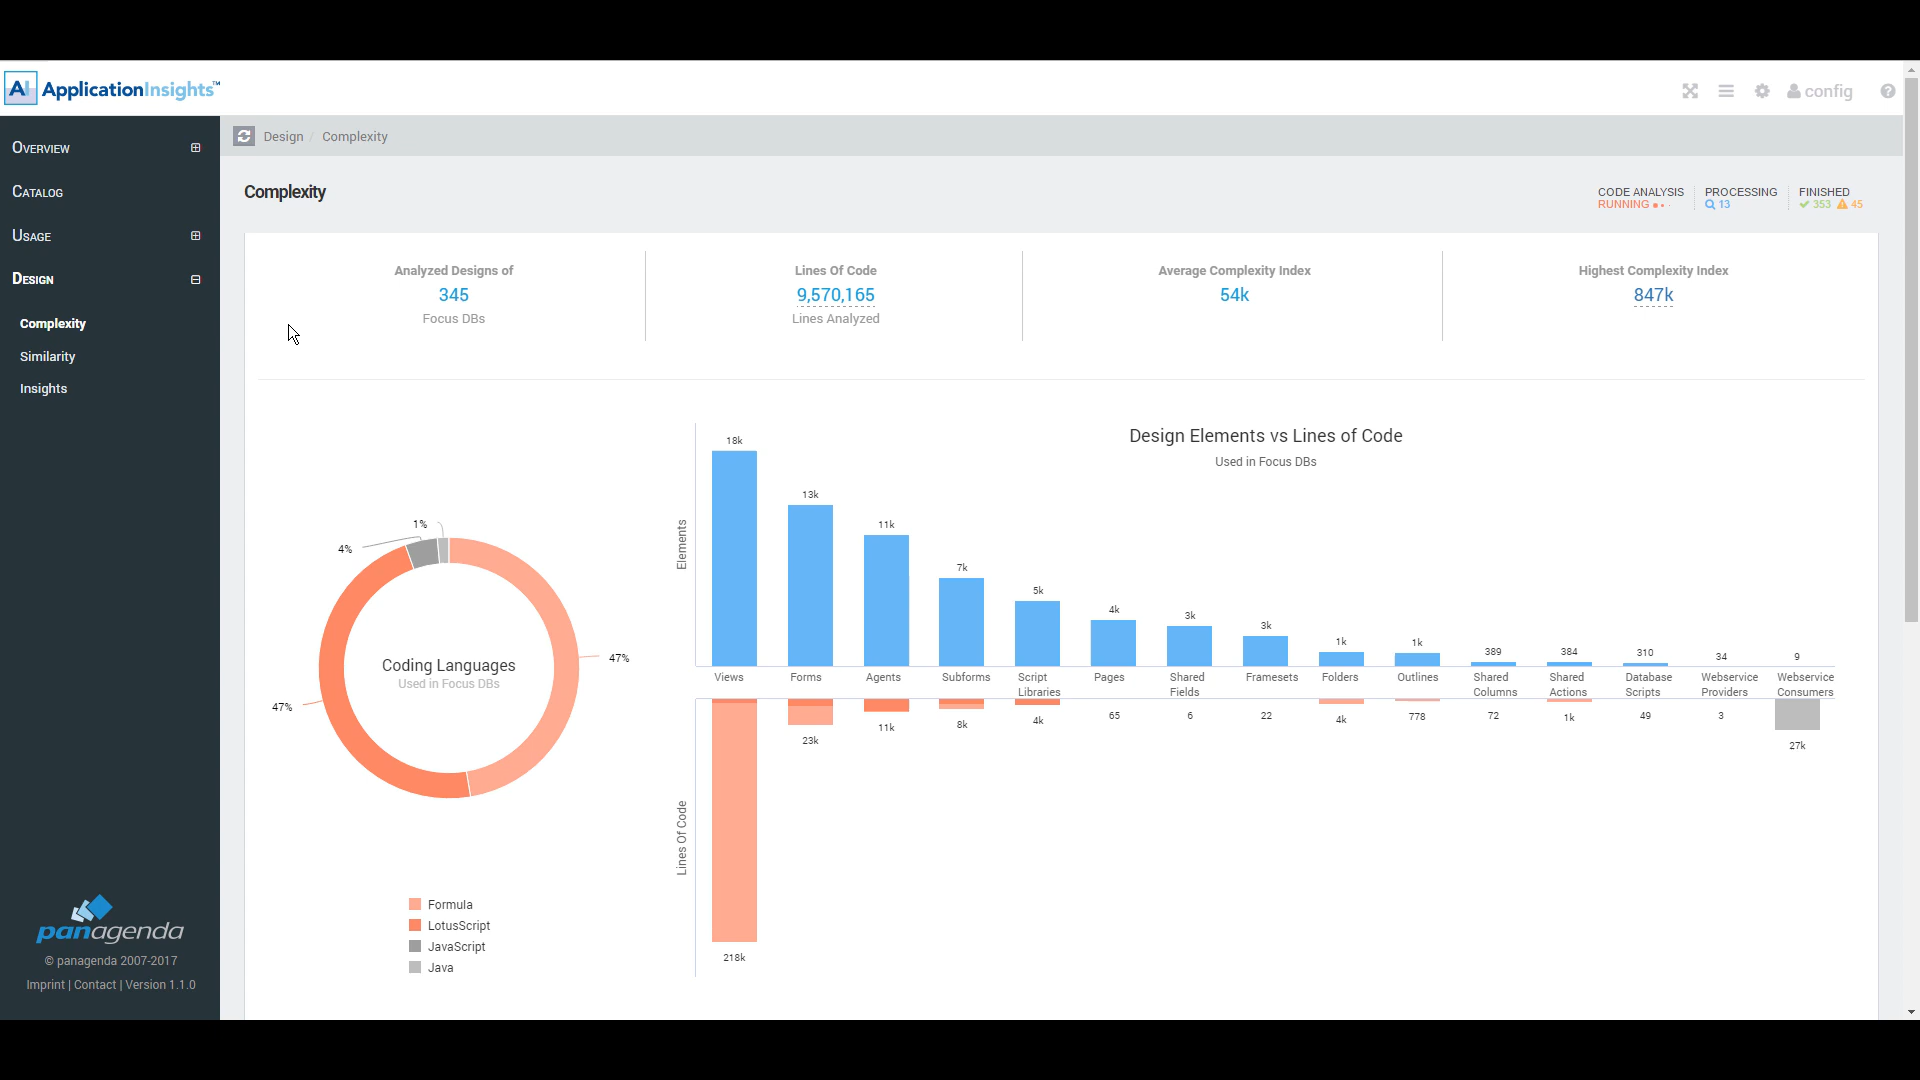 AI ApplicationInsights™
config
OVERVIEW
CATALOG
USAGE
DESIGN
Complexity
Similarity
Insights
panagenda
© panagenda 2007-2017
Imprint | Contact | Version 1.1.0
Design / Complexity
Complexity
CODE ANALYSIS
RUNNING
PROCESSING
13
FINISHED
353 45
Analyzed Designs of
345
Focus DBs
Lines Of Code
9,570,165
Lines Analyzed
Average Complexity Index
54k
Highest Complexity Index
847k
1%
4%
47%
47%
Coding Languages
Used in Focus DBs
Formula
LotusScript
JavaScript
Java
Design Elements vs Lines of Code
Used in Focus DBs
Elements
18k 13k 11k 7k 5k 4k 3k 3k 1k 1k 389 384 310 34 9
Views Forms Agents Subforms Script Pages Shared Framesets Folders Outlines Shared Shared Database Webservice Webservice
Libraries Fields Columns Actions Scripts Providers Consumers
Lines Of Code
218k 23k 11k 8k 4k 65 6 22 4k 778 72 1k 49 3 27k